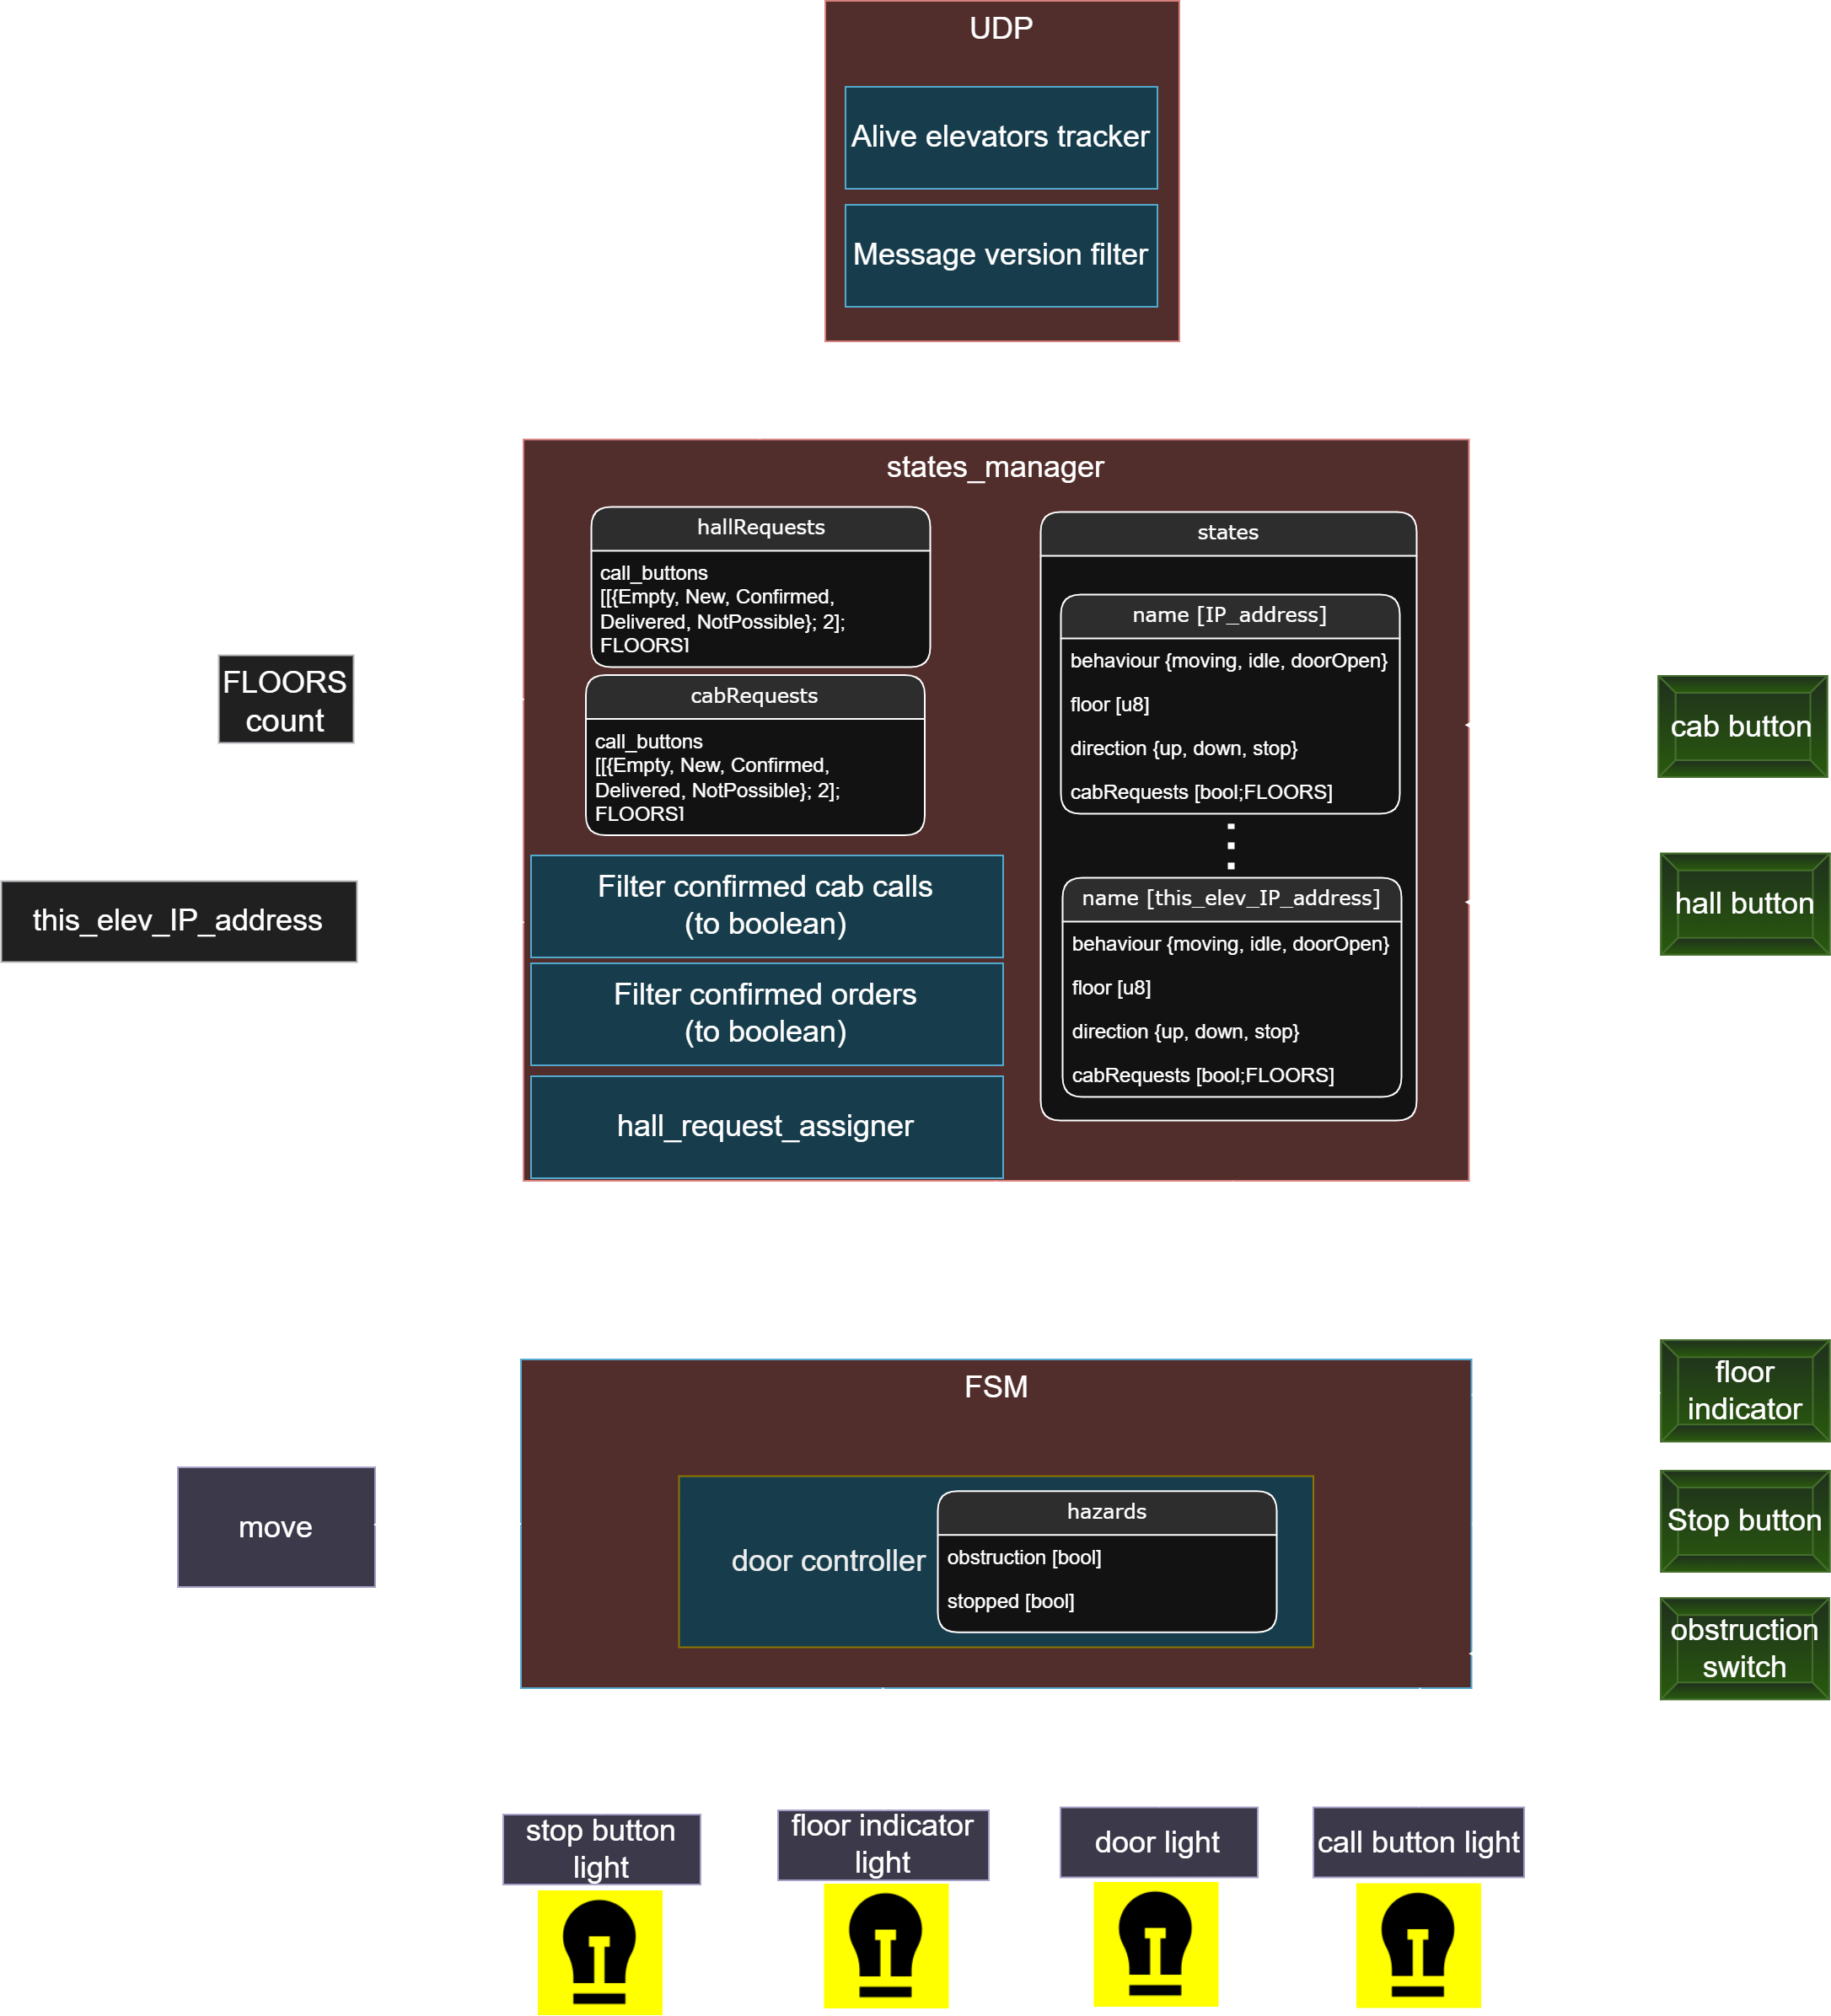 UDP
Alive elevators tracker
Message version filter
states_manager
hallRequests
call_buttons
[[{Empty, New, Confirmed,
Delivered, NotPossible}; 2];
FLOORS]
cabRequests
call_buttons
[[{Empty, New, Confirmed,
Delivered, NotPossible}; 2];
FLOORS]
Filter confirmed cab calls
(to boolean)
Filter confirmed orders
(to boolean)
hall_request_assigner
states
name [IP_address]
behaviour {moving, idle, doorOpen}
floor [u8]
direction {up, down, stop}
cabRequests [bool;FLOORS]
name [this_elev_IP_address]
behaviour {moving, idle, doorOpen}
floor [u8]
direction {up, down, stop}
cabRequests [bool;FLOORS]
FLOORS
count
this_elev_IP_address
cab button
hall button
FSM
door controller
hazards
obstruction [bool]
stopped [bool]
move
floor
indicator
Stop button
obstruction
switch
stop button
light
floor indicator
light
door light
call button light